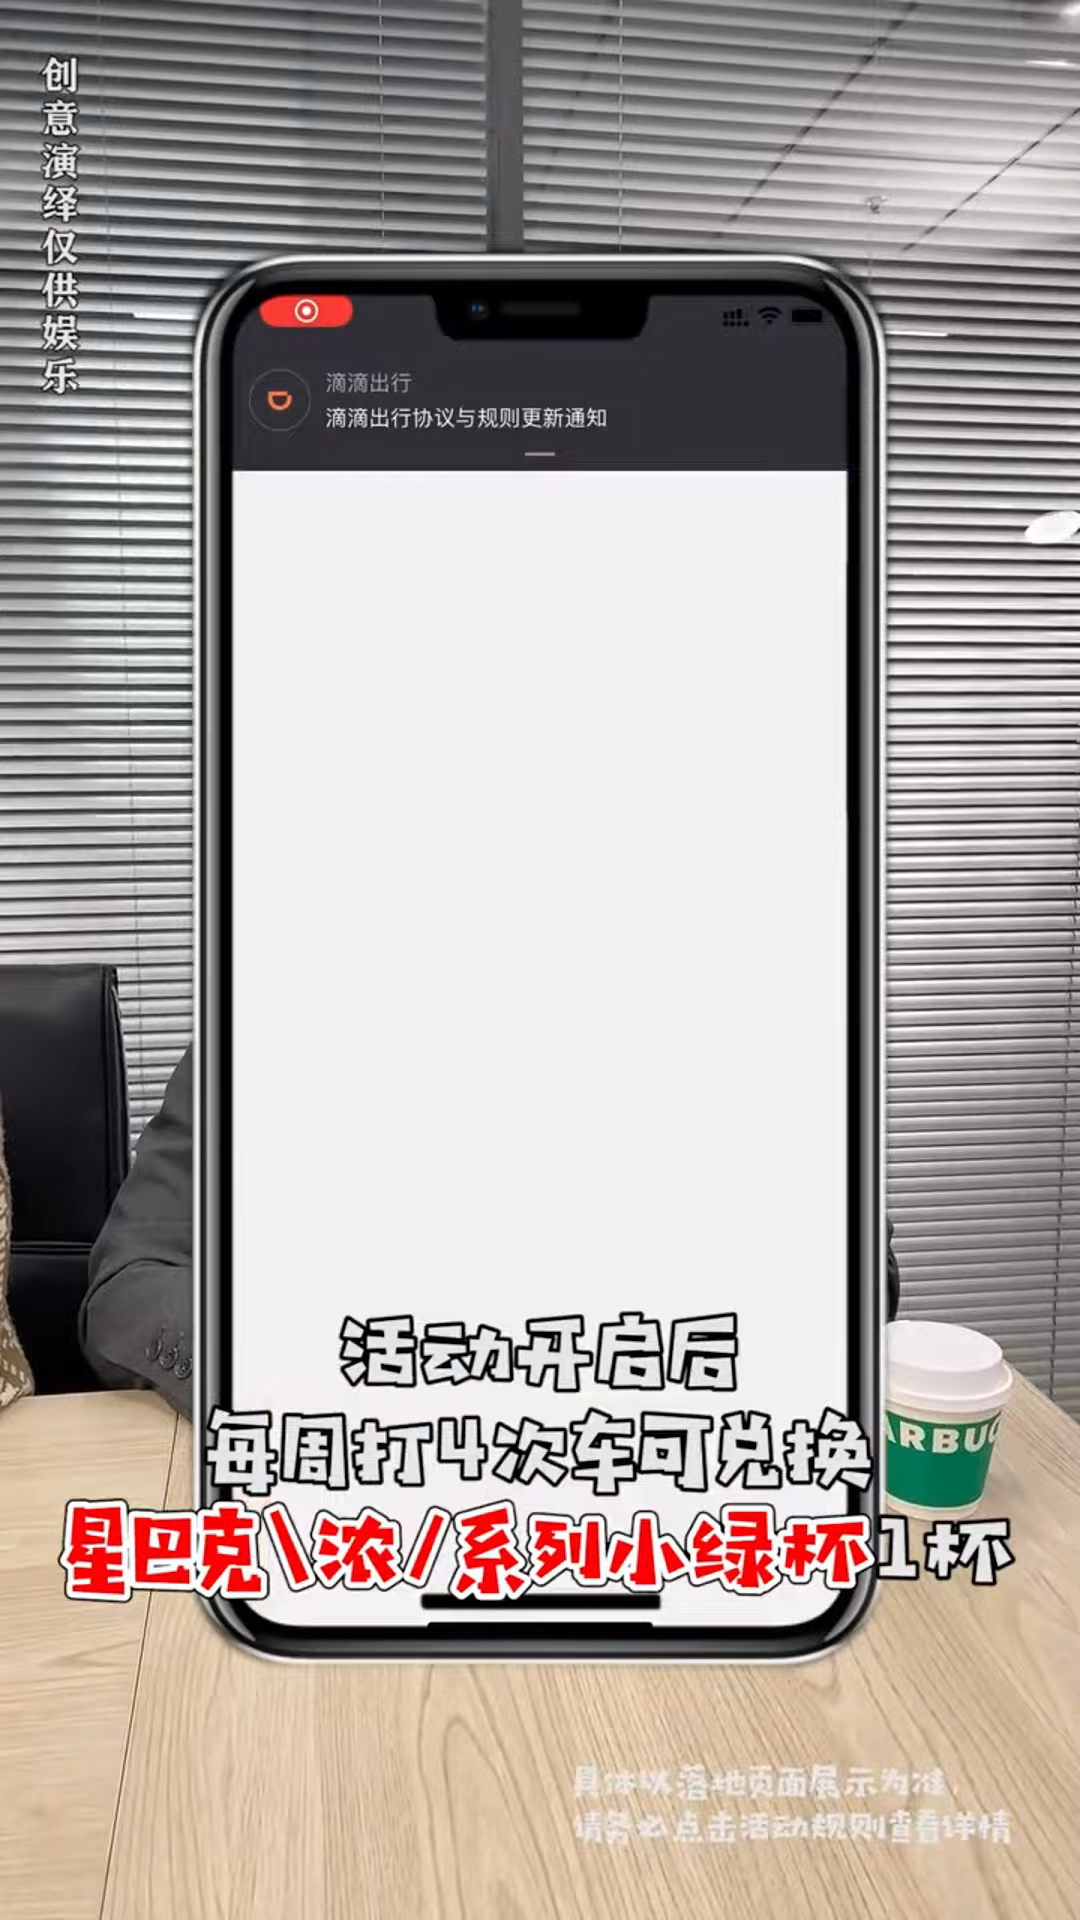 创意演绎仅供娱乐
滴滴出行
滴滴出行协议与规则更新通知
活动开启后
每周打4次车可兑换
星巴克\浓/系列小绿杯1杯
ARBUC
具体以落地页面展示为准,
请务必点击活动规则查看详情